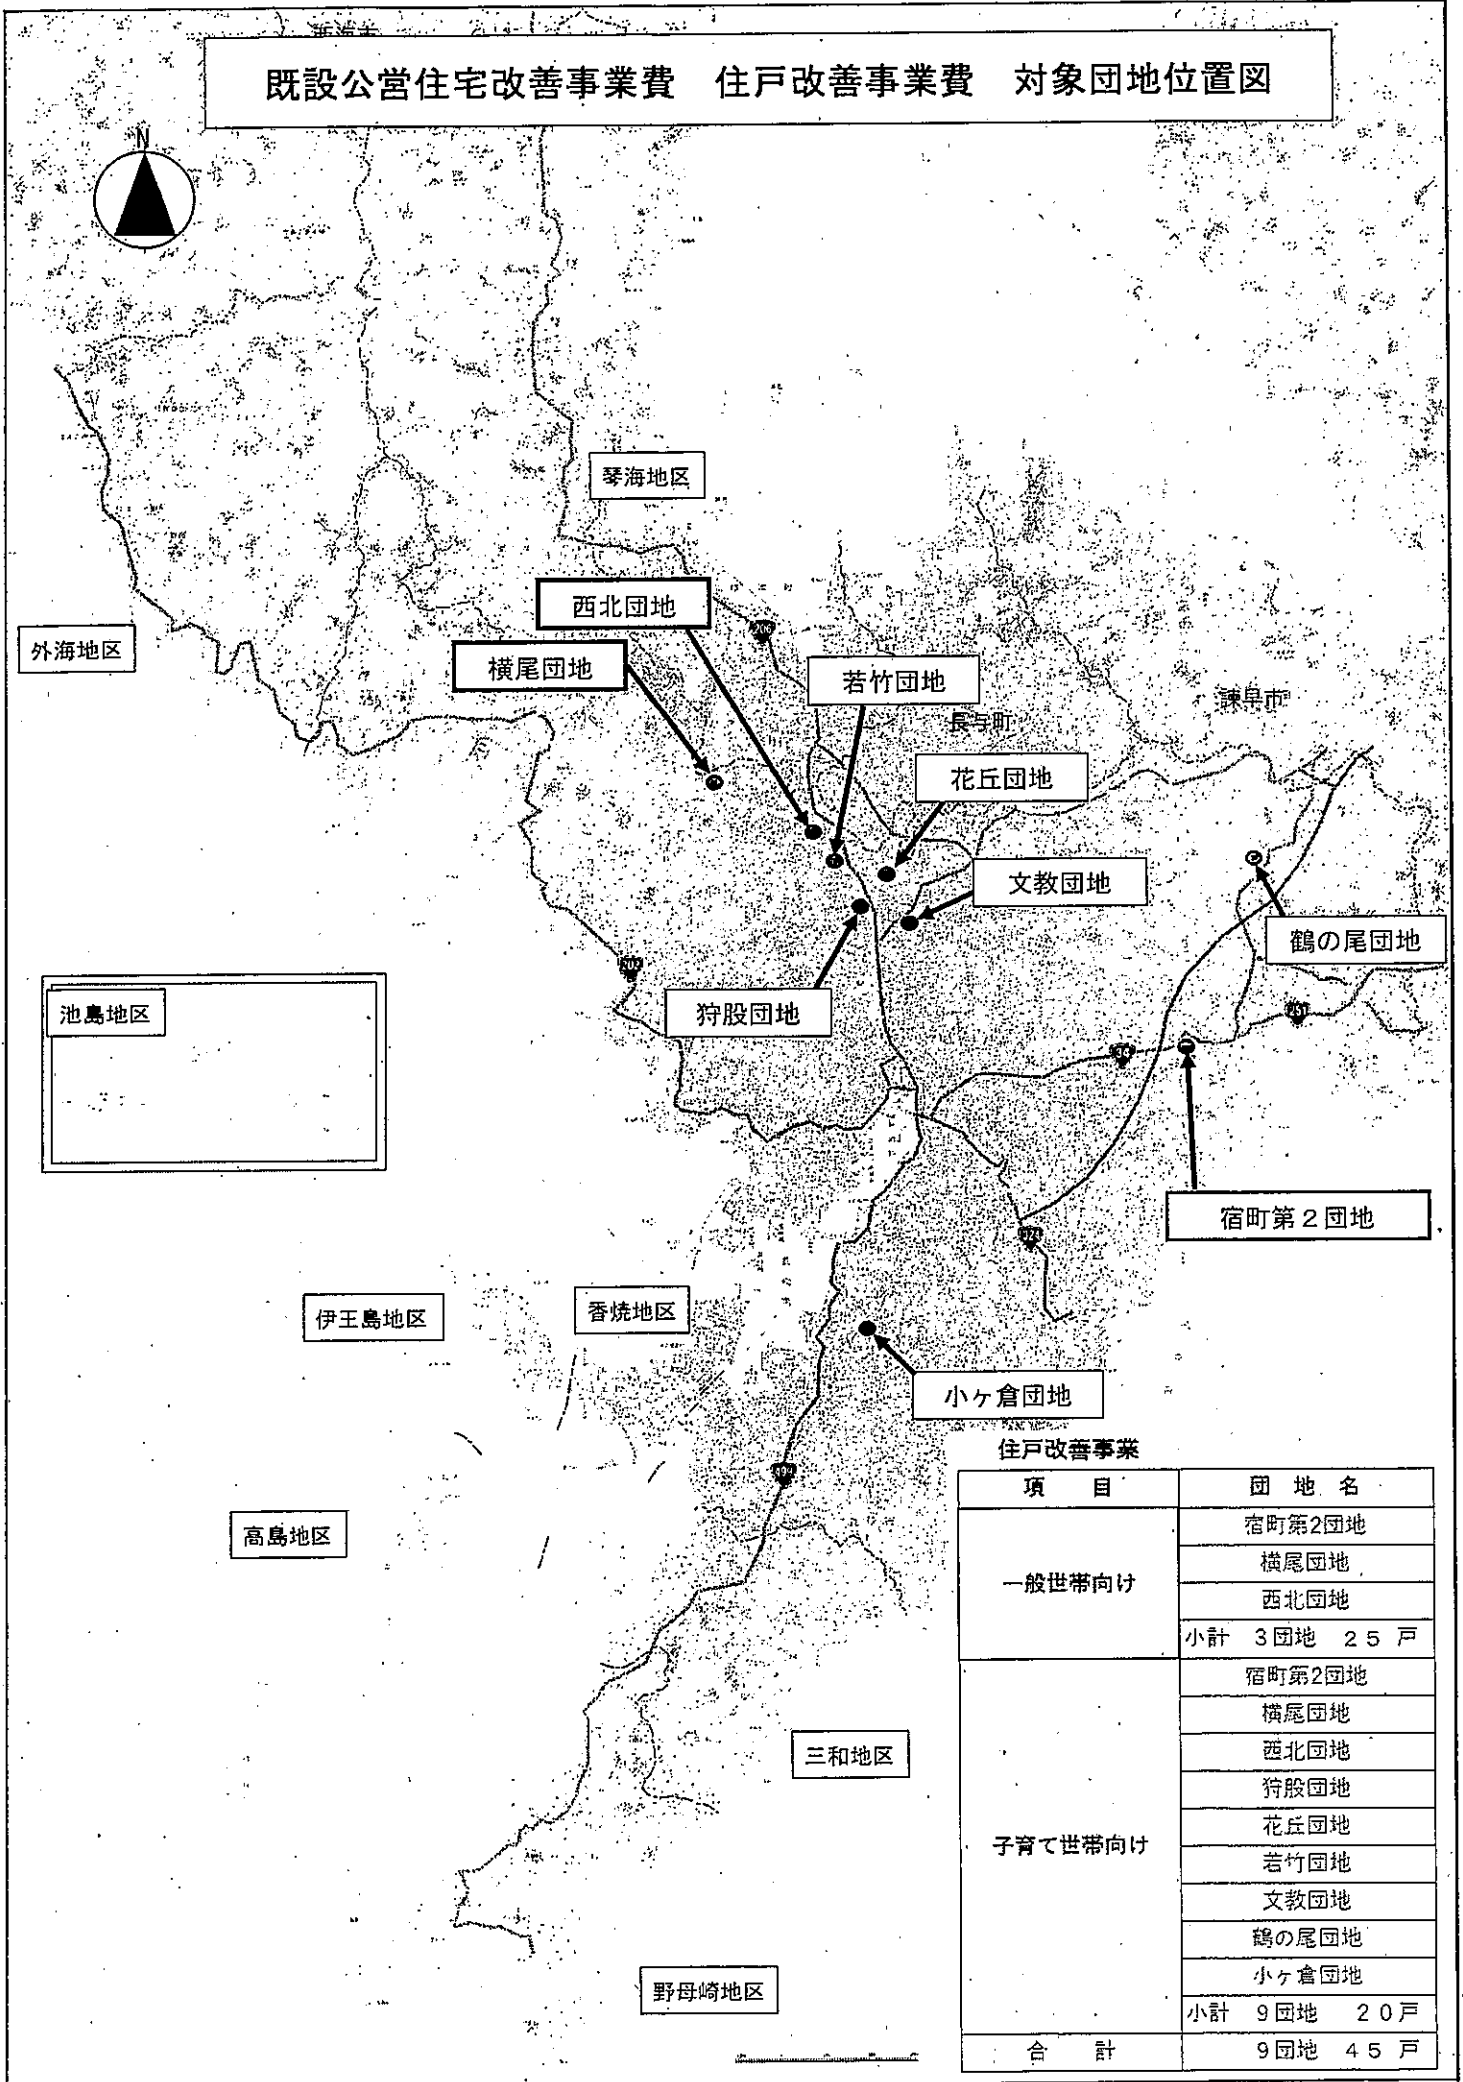 既設公営住宅改善事業費　住戸改善事業費　対象団地位置図
N
琴海地区
西北団地
206
外海地区
横尾団地
若竹団地
諫早市
長与町
花丘団地
文教団地
鶴の尾団地
202
池島地区
狩股団地
251
34
宿町第２団地
324
伊王島地区
香焼地区
小ヶ倉団地
499
高島地区
三和地区
野母崎地区
住戸改善事業
項　目　団　地　名
一般世帯向け
宿町第2団地
横尾団地
西北団地
小計　3団地　２５ 戸
子育て世帯向け
宿町第2団地
横尾団地
西北団地
狩股団地
花丘団地
若竹団地
文教団地
鶴の尾団地
小ヶ倉団地
小計　9団地　２０戸
合　計　9団地　４５ 戸